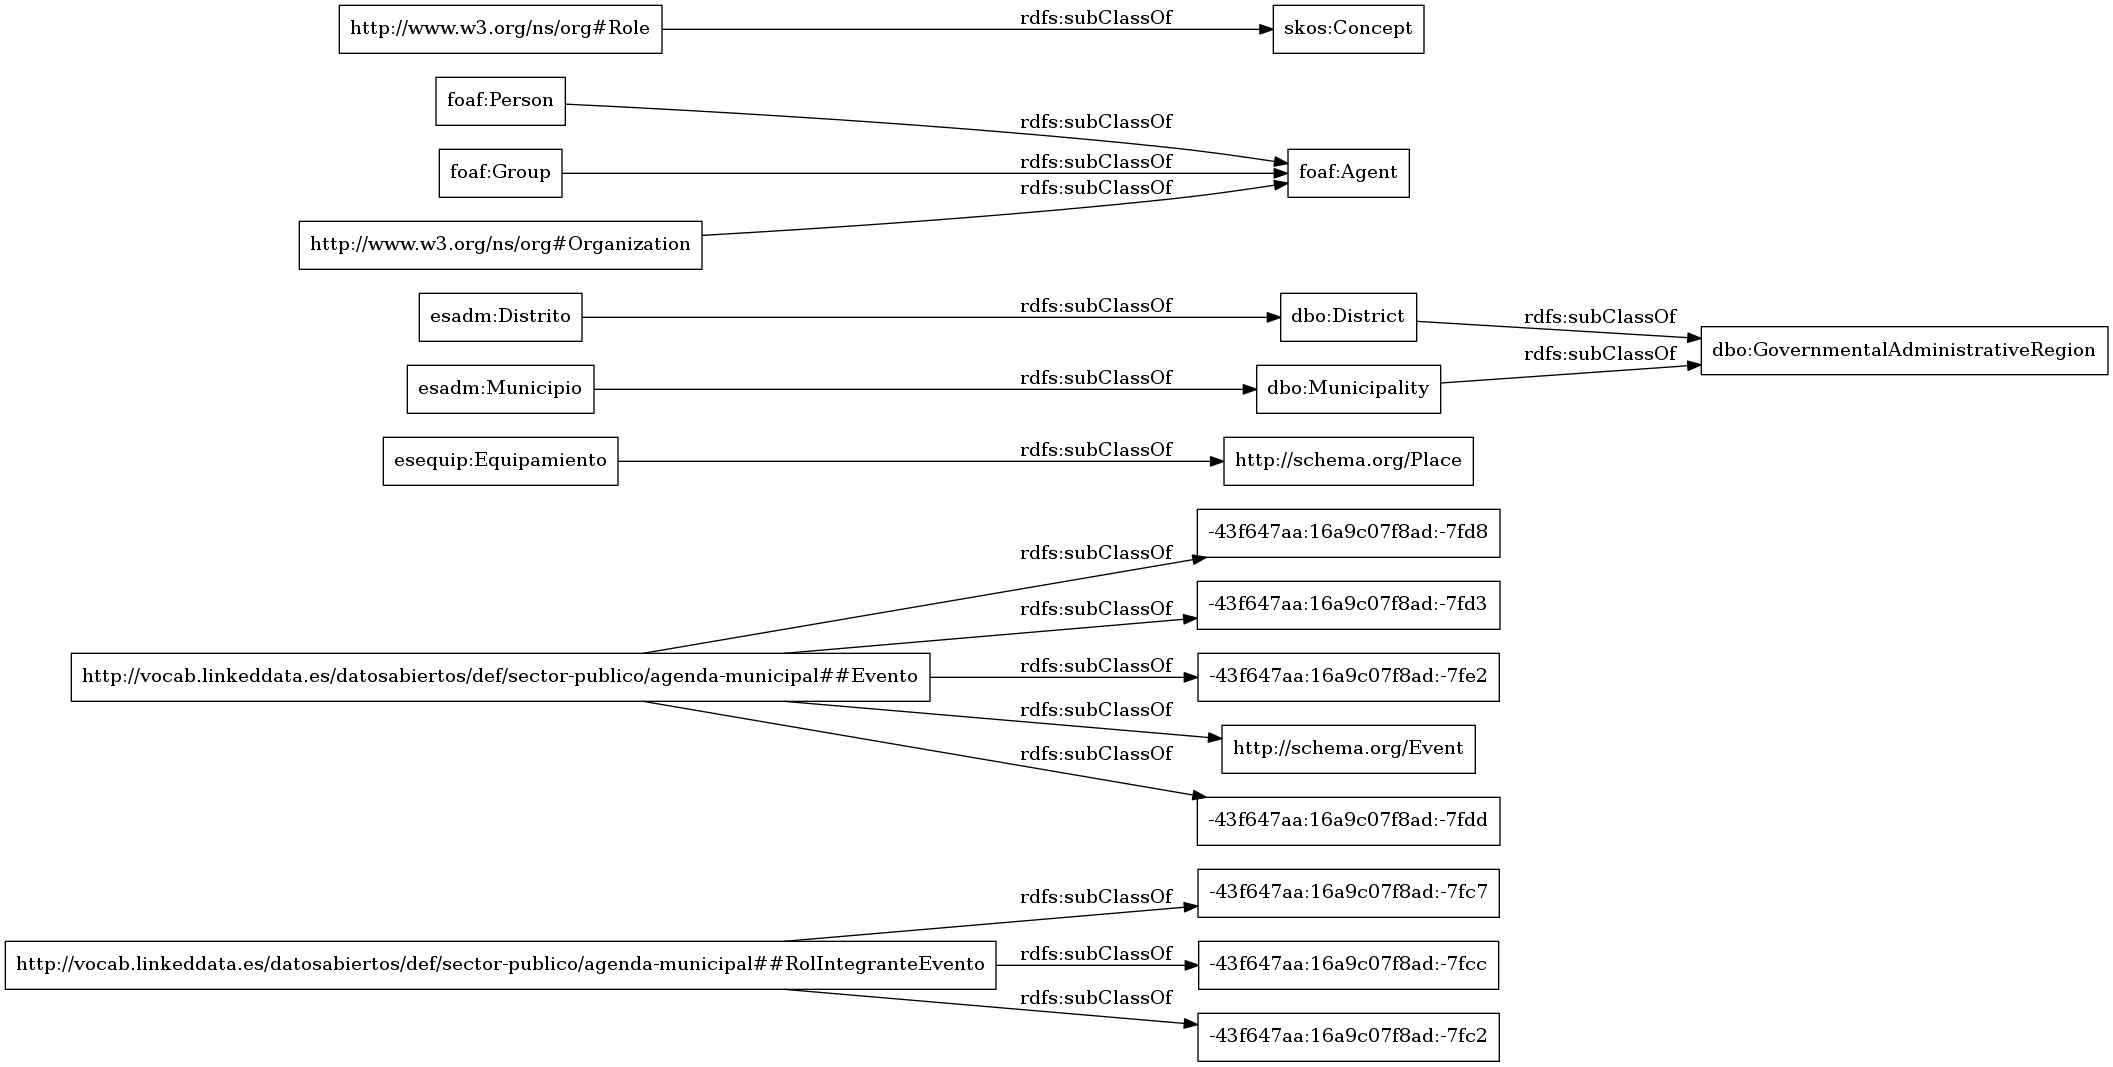 http://www.w3.org/ns/org#Role
rdfs:subClassOf
skos:Concept
foaf:Person
rdfs:subClassOf
foaf:Group
rdfs:subClassOf
foaf:Agent
rdfs:subClassOf
http://www.w3.org/ns/org#Organization
esadm:Distrito
rdfs:subClassOf
dbo:District
rdfs:subClassOf
dbo:GovernmentalAdministrativeRegion
esadm:Municipio
rdfs:subClassOf
dbo:Municipality
rdfs:subClassOf
esequip:Equipamiento
rdfs:subClassOf
http://schema.org/Place
-43f647aa:16a9c07f8ad:-7fd8
rdfs:subClassOf
-43f647aa:16a9c07f8ad:-7fd3
rdfs:subClassOf
http://vocab.linkeddata.es/datosabiertos/def/sector-publico/agenda-municipal##Evento
rdfs:subClassOf
-43f647aa:16a9c07f8ad:-7fe2
rdfs:subClassOf
http://schema.org/Event
rdfs:subClassOf
-43f647aa:16a9c07f8ad:-7fdd
rdfs:subClassOf
-43f647aa:16a9c07f8ad:-7fc7
http://vocab.linkeddata.es/datosabiertos/def/sector-publico/agenda-municipal##RolIntegranteEvento
rdfs:subClassOf
-43f647aa:16a9c07f8ad:-7fcc
rdfs:subClassOf
-43f647aa:16a9c07f8ad:-7fc2